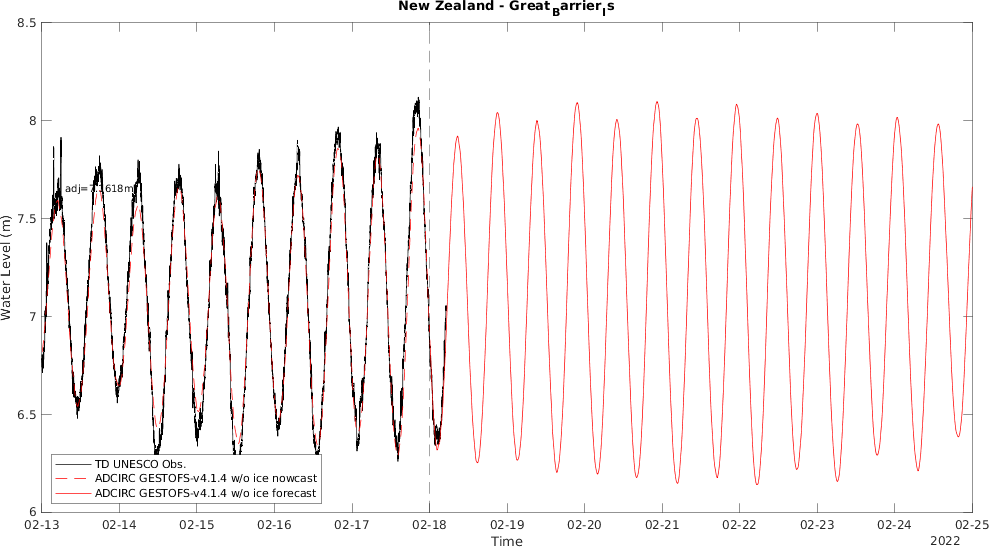 New Zealand - Great_Barrier_Is
8.5
8
7.5
7
6.5
6
Water Level (m)
adj=7.1618m
TD UNESCO Obs.
ADCIRC GESTOFS-v4.1.4 w/o ice nowcast
ADCIRC GESTOFS-v4.1.4 w/o ice forecast
02-13 02-14 02-15 02-16 02-17 02-18 02-19 02-20 02-21 02-22 02-23 02-24 02-25
Time
2022